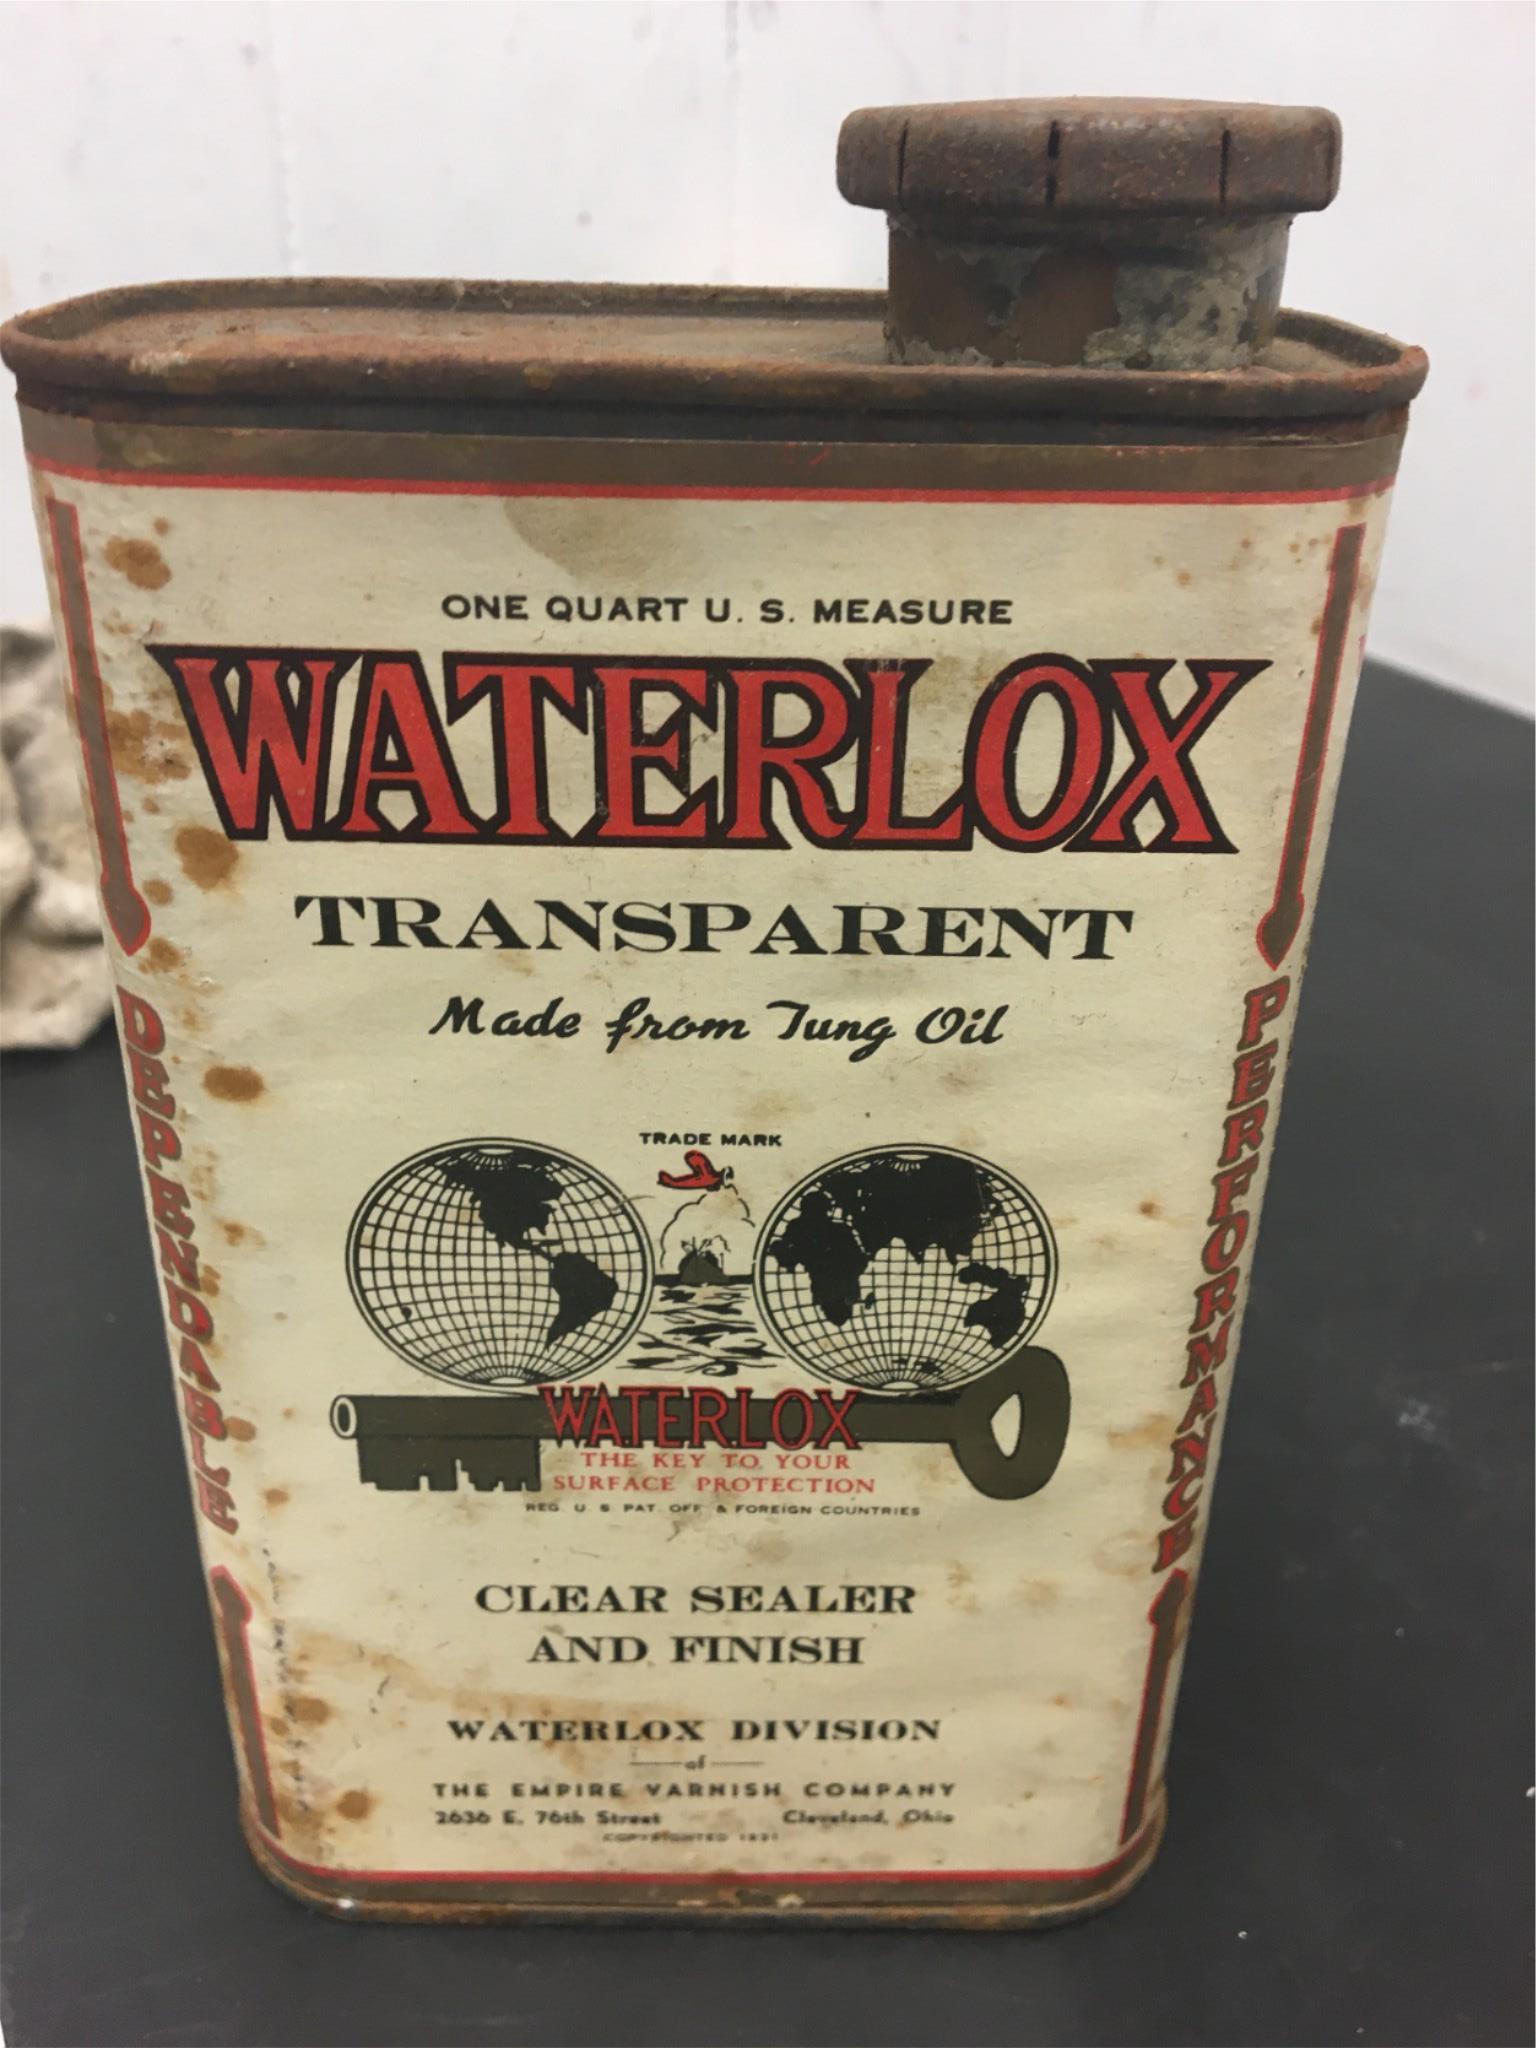 ONE QUART U. S. MEASURE
WATERLOX
TRANSPARENT
Made from Tung Oil
DEPENDABLE
PERFORMANCE
TRADE MARK
WATERLOX
THE KEY TO YOUR
SURFACE PROTECTION
REG. U S PAT. OFF. & FOREIGN COUNTRIES
CLEAR SEALER
AND FINISH
WATERLOX DIVISION
of
THE EMPIRE VARNISH COMPANY
2636 E. 76th Street Cleveland, Ohio
COPYRIGHTED